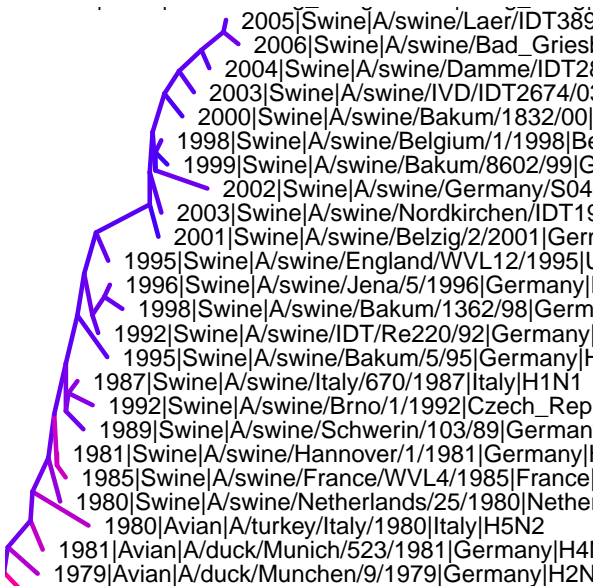 2005|Swine|A/swine/Laer/IDT389
2006|Swine|A/swine/Bad_Griesb
2004|Swine|A/swine/Damme/IDT28
2003|Swine|A/swine/IVD/IDT2674/03
2000|Swine|A/swine/Bakum/1832/00|
1998|Swine|A/swine/Belgium/1/1998|Be
1999|Swine|A/swine/Bakum/8602/99|G
2002|Swine|A/swine/Germany/S04
2003|Swine|A/swine/Nordkirchen/IDT19
2001|Swine|A/swine/Belzig/2/2001|Gerr
1995|Swine|A/swine/England/WVL12/1995|U
1996|Swine|A/swine/Jena/5/1996|Germany|
1998|Swine|A/swine/Bakum/1362/98|Germ
1992|Swine|A/swine/IDT/Re220/92|Germany|
1995|Swine|A/swine/Bakum/5/95|Germany|H
1987|Swine|A/swine/Italy/670/1987|Italy|H1N1
1992|Swine|A/swine/Brno/1/1992|Czech_Rep
1989|Swine|A/swine/Schwerin/103/89|German
1981|Swine|A/swine/Hannover/1/1981|Germany|H
1985|Swine|A/swine/France/WVL4/1985|France|
1980|Swine|A/swine/Netherlands/25/1980|Nether
1980|Avian|A/turkey/Italy/1980|Italy|H5N2
1981|Avian|A/duck/Munich/523/1981|Germany|H4N
1979|Avian|A/duck/Munchen/9/1979|Germany|H2N